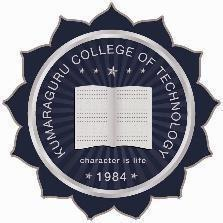 KUMARAGURU COLLEGE OF TECHNOLOGY
character is life
1984